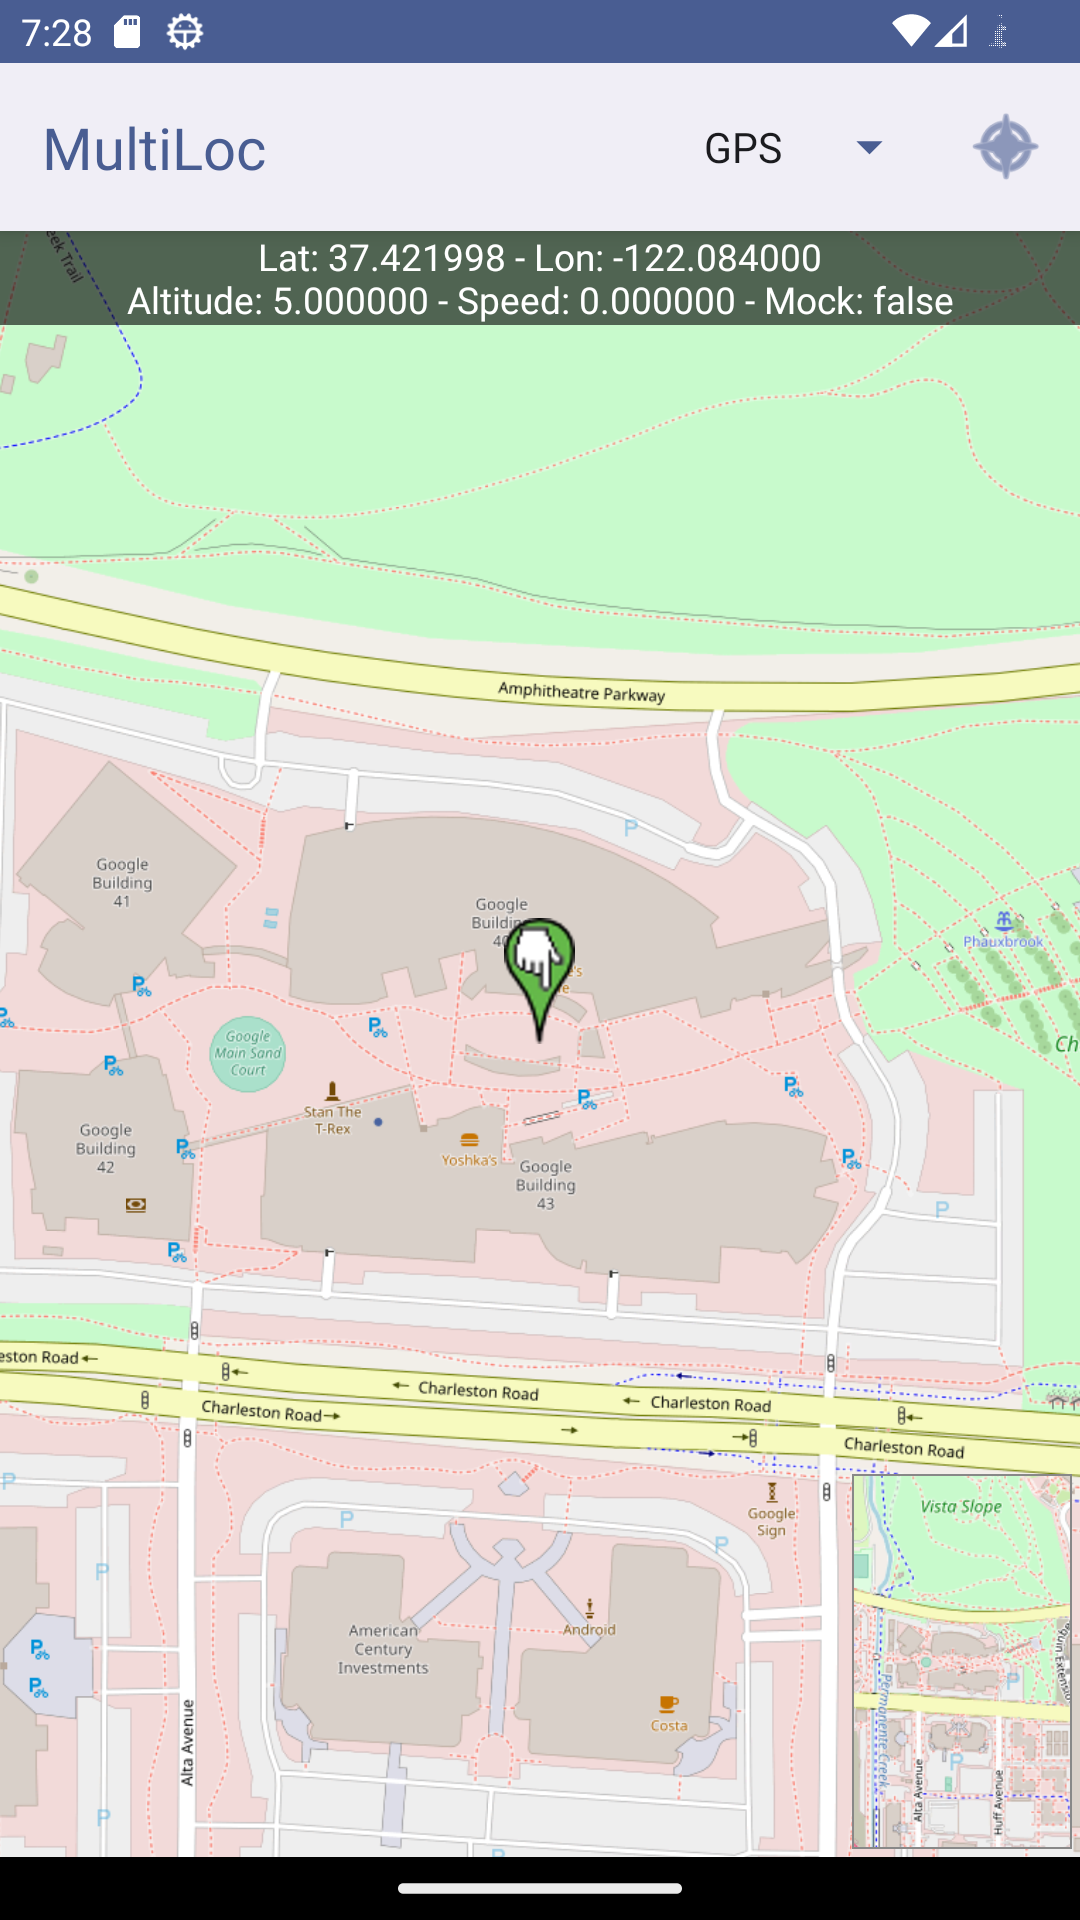 7:28
MultiLoc
GPS
Lat: 37.421998 - Lon: -122.084000
Altitude: 5.000000 - Speed: 0.000000 - Mock: false
eek Trail
Amphitheatre Parkway
P
Google
Building
41
Google
Phauxbrook
P
P
P
P
Google
Main Sand
Court
Ch
P
P
P
Stan The
T-Rex
Google
Building
42
P
Yoshka's
Google
Building
43
P
P
P
eston Road
Charleston Road
Charleston Road
Charleston Road
Charleston Road
P
Google
Sign
P
P
P
Vista Slope
American
Century
Investments
Android
P
P
Costa
Alta Avenue
P
P
P
Permanente Creek
P
Alta Avenue
Huff Avenue